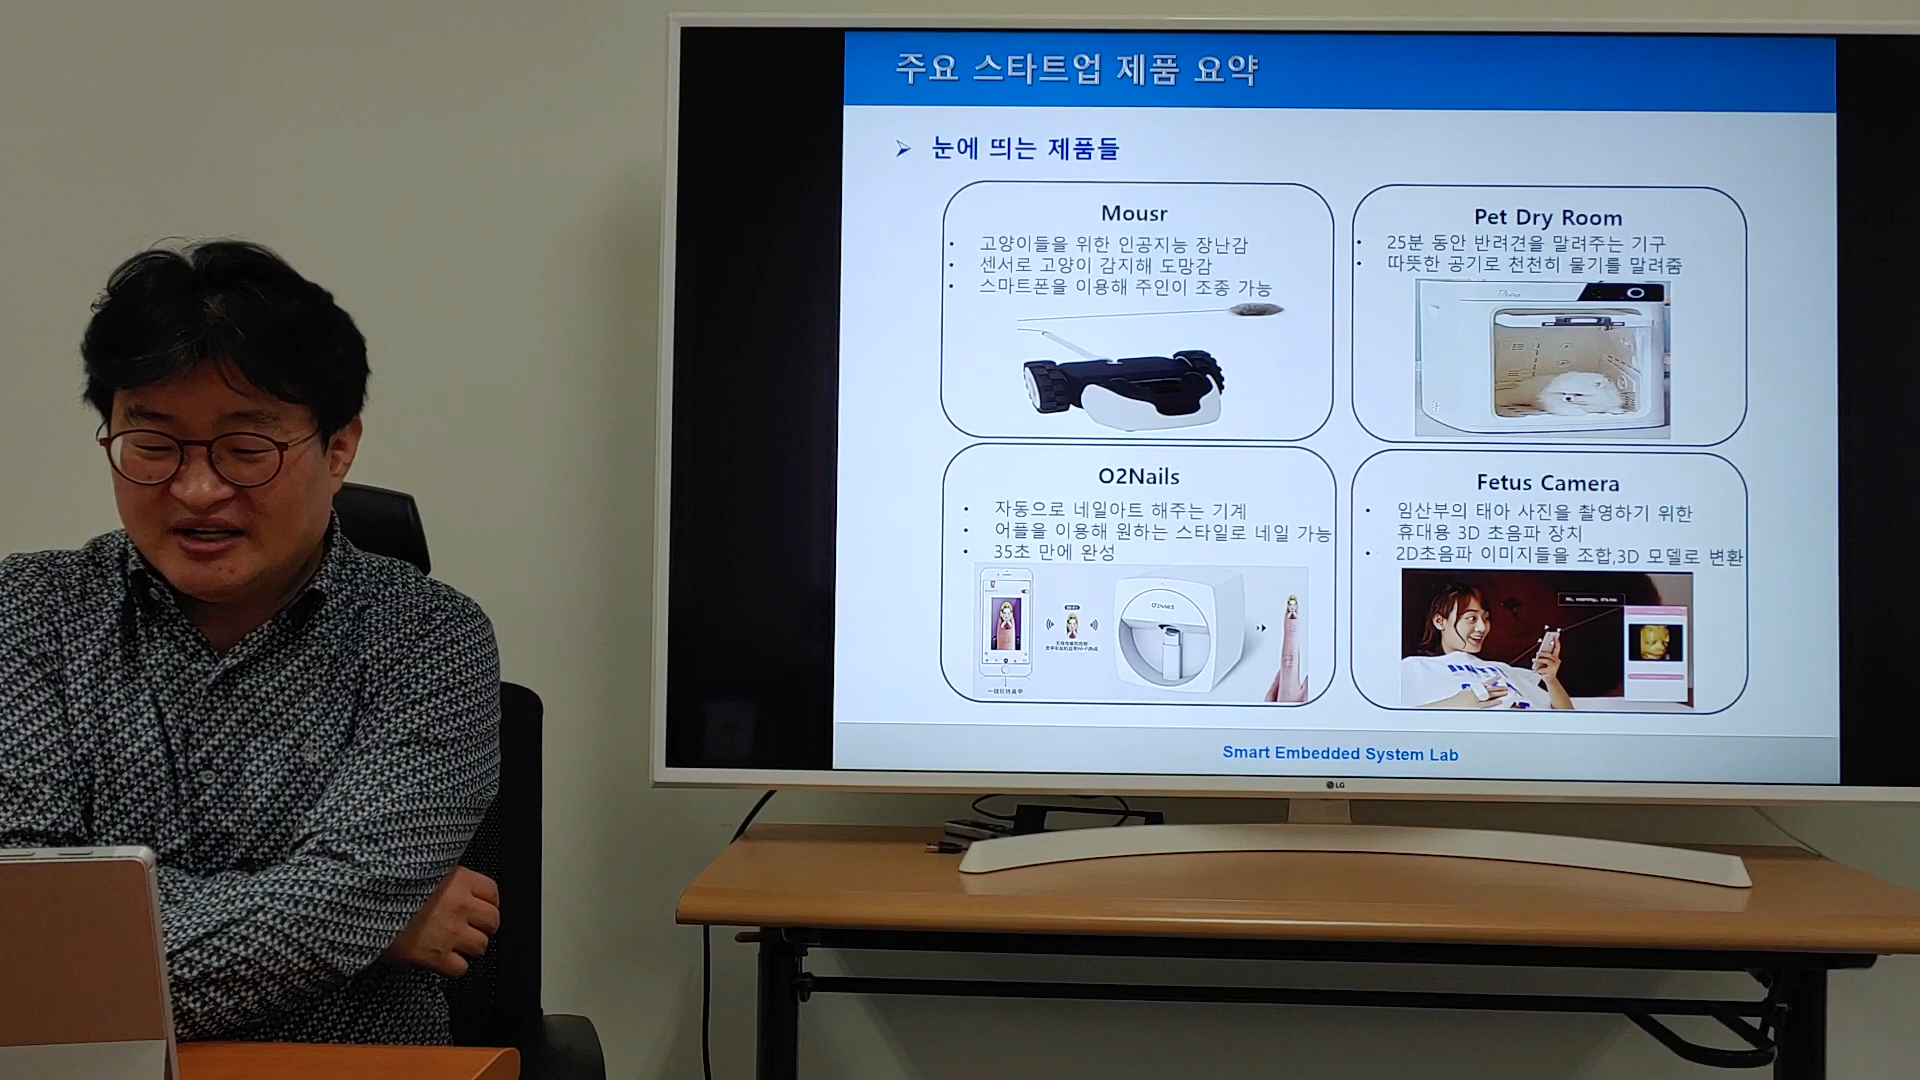 주요 스타트업 제품 요약
➢ 눈에 띄는 제품들
Mousr
• 고양이들을 위한 인공지능 장난감
• 센서로 고양이 감지해 도망감
• 스마트폰을 이용해 주인이 조종 가능
Pet Dry Room
• 25분 동안 반려견을 말려주는 기구
• 따뜻한 공기로 천천히 물기를 말려줌
O2Nails
• 자동으로 네일아트 해주는 기계
• 어플을 이용해 원하는 스타일로 네일 가능
• 35초 만에 완성
O2NAILS
Fetus Camera
• 임산부의 태아 사진을 촬영하기 위한
휴대용 3D 초음파 장치
• 2D초음파 이미지들을 조합,3D 모델로 변환
Hi, mommy, it's me
Smart Embedded System Lab
LG